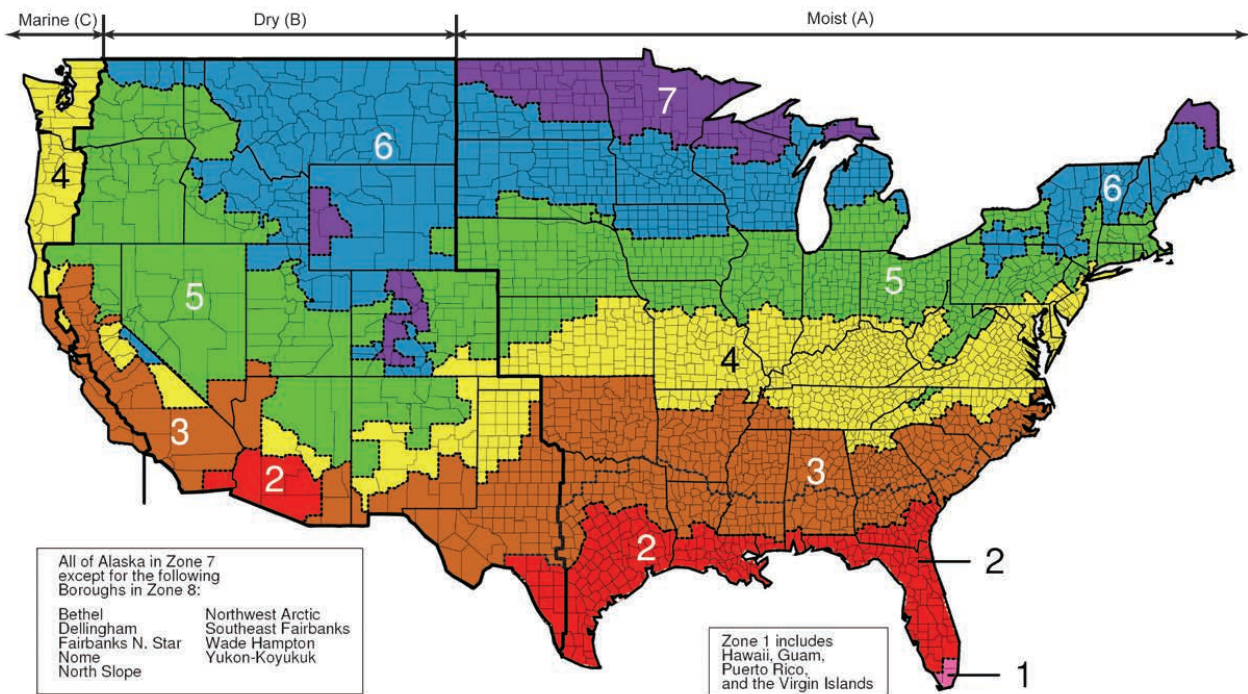 Marine (C)
Dry (B)
Moist (A)
7
6
6
4
5
5
4
3
3
2
2
2
1
All of Alaska in Zone 7
except for the following
Boroughs in Zone 8:
Bethel
Dellingham
Fairbanks N. Star
Nome
North Slope
Northwest Arctic
Southeast Fairbanks
Wade Hampton
Yukon-Koyukuk
Zone 1 includes
Hawaii, Guam,
Puerto Rico,
and the Virgin Islands